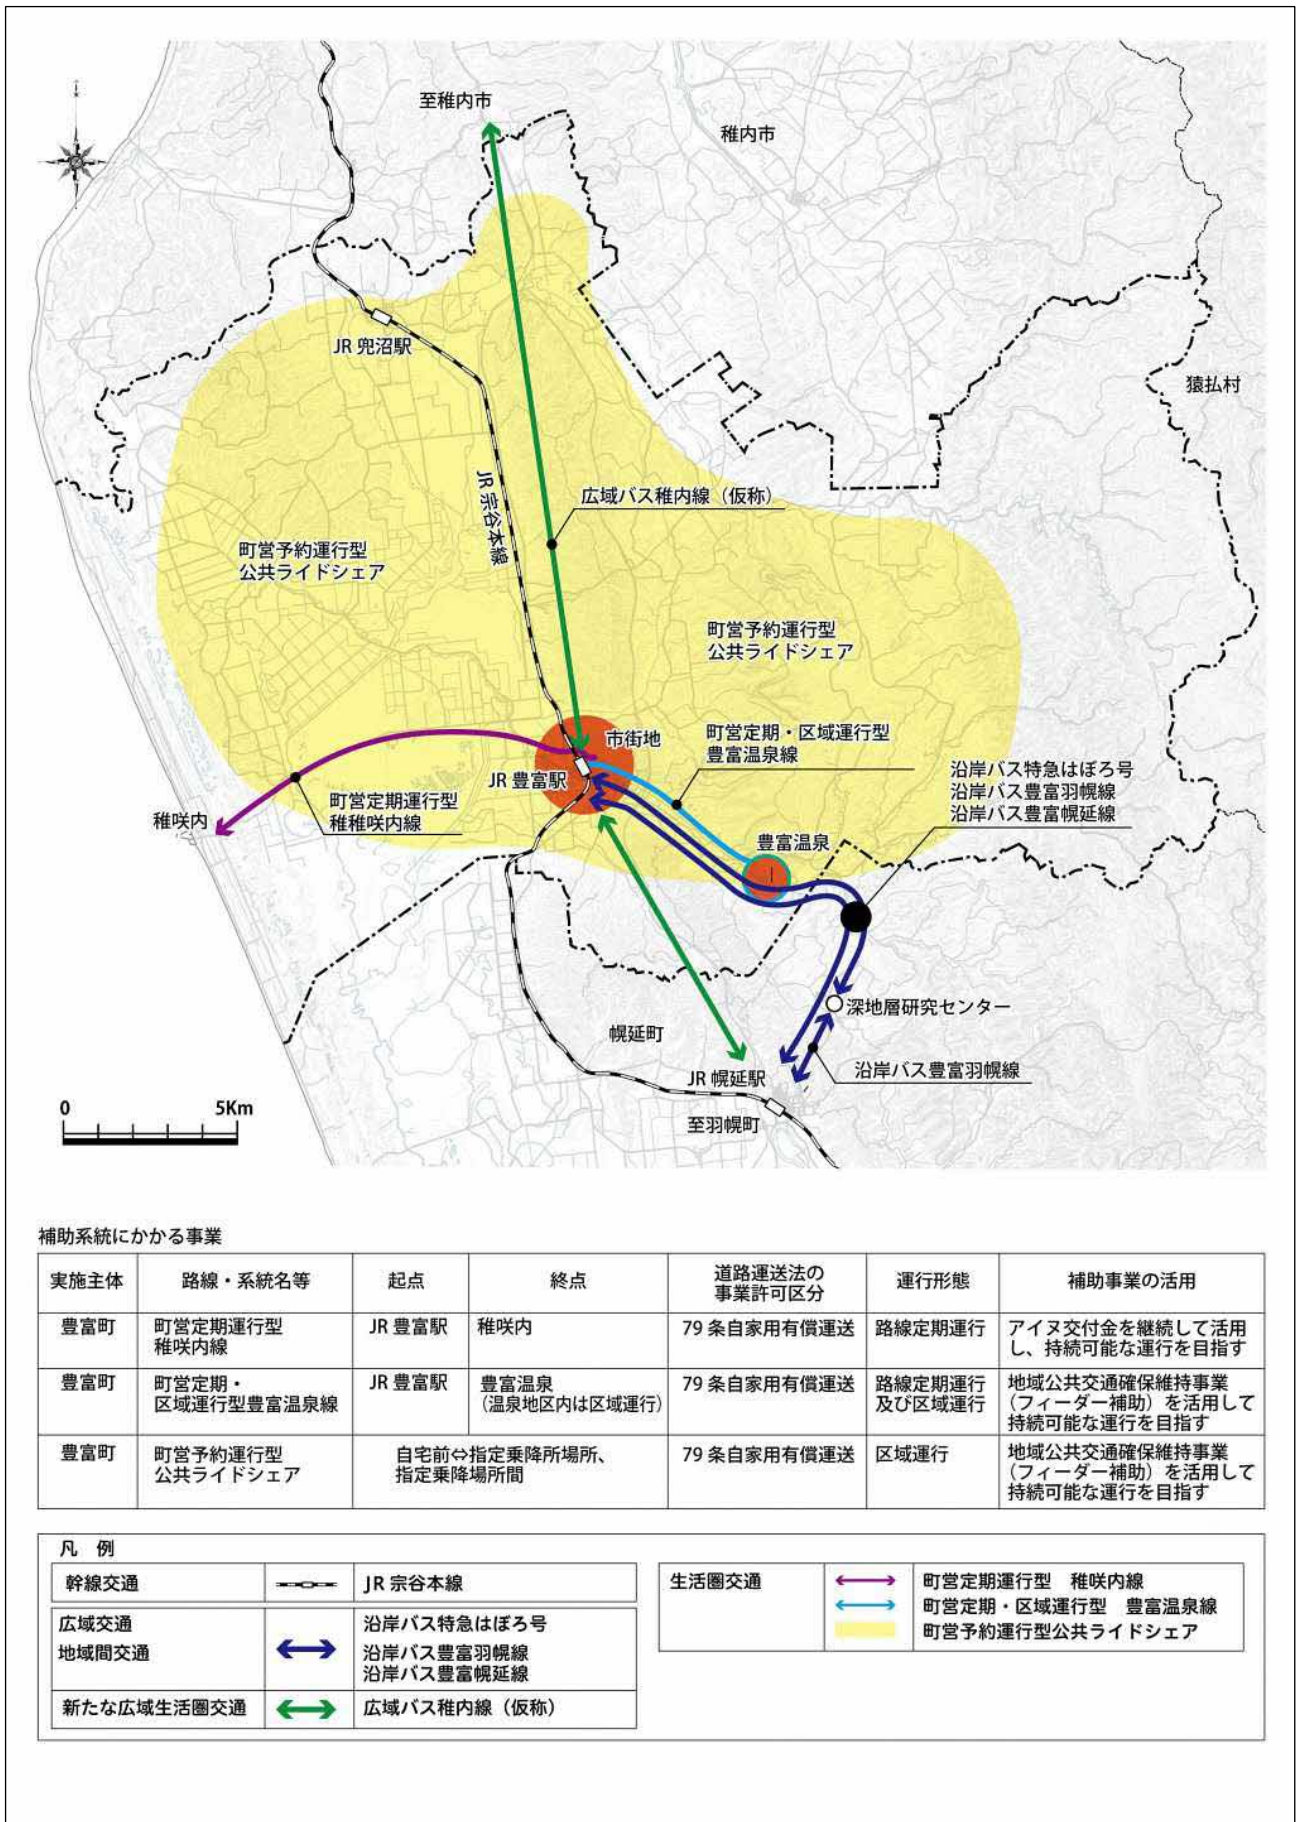 至稚内市
稚内市
JR 兜沼駅
猿払村
JR 宗谷本線
広域バス稚内線（仮称）
町営予約運行型
公共ライドシェア
町営予約運行型
公共ライドシェア
市街地
町営定期・区域運行型
豊富温泉線
JR 豊富駅
沿岸バス特急はぼろ号
沿岸バス豊富羽幌線
沿岸バス豊富幌延線
町営定期運行型
稚稚咲内線
稚咲内
豊富温泉
深地層研究センター
幌延町
JR 幌延駅
沿岸バス豊富羽幌線
至羽幌町
0 5Km
補助系統にかかる事業
実施主体 路線・系統名等 起点 終点 道路運送法の
事業許可区分 運行形態 補助事業の活用
豊富町 町営定期運行型
稚咲内線 JR 豊富駅 稚咲内 79 条自家用有償運送 路線定期運行 アイヌ交付金を継続して活用
し、持続可能な運行を目指す
豊富町 町営定期・
区域運行型豊富温泉線 JR 豊富駅 豊富温泉
（温泉地区内は区域運行） 79 条自家用有償運送 路線定期運行
及び区域運行 地域公共交通確保維持事業
（フィーダー補助）を活用して
持続可能な運行を目指す
豊富町 町営予約運行型
公共ライドシェア 自宅前⇔指定乗降所場所、
指定乗降場所間 79 条自家用有償運送 区域運行 地域公共交通確保維持事業
（フィーダー補助）を活用して
持続可能な運行を目指す
凡　例
幹線交通 JR 宗谷本線
広域交通
地域間交通
沿岸バス特急はぼろ号
沿岸バス豊富羽幌線
沿岸バス豊富幌延線
新たな広域生活圏交通 広域バス稚内線（仮称）
生活圏交通 町営定期運行型　稚咲内線
町営定期・区域運行型　豊富温泉線
町営予約運行型公共ライドシェア